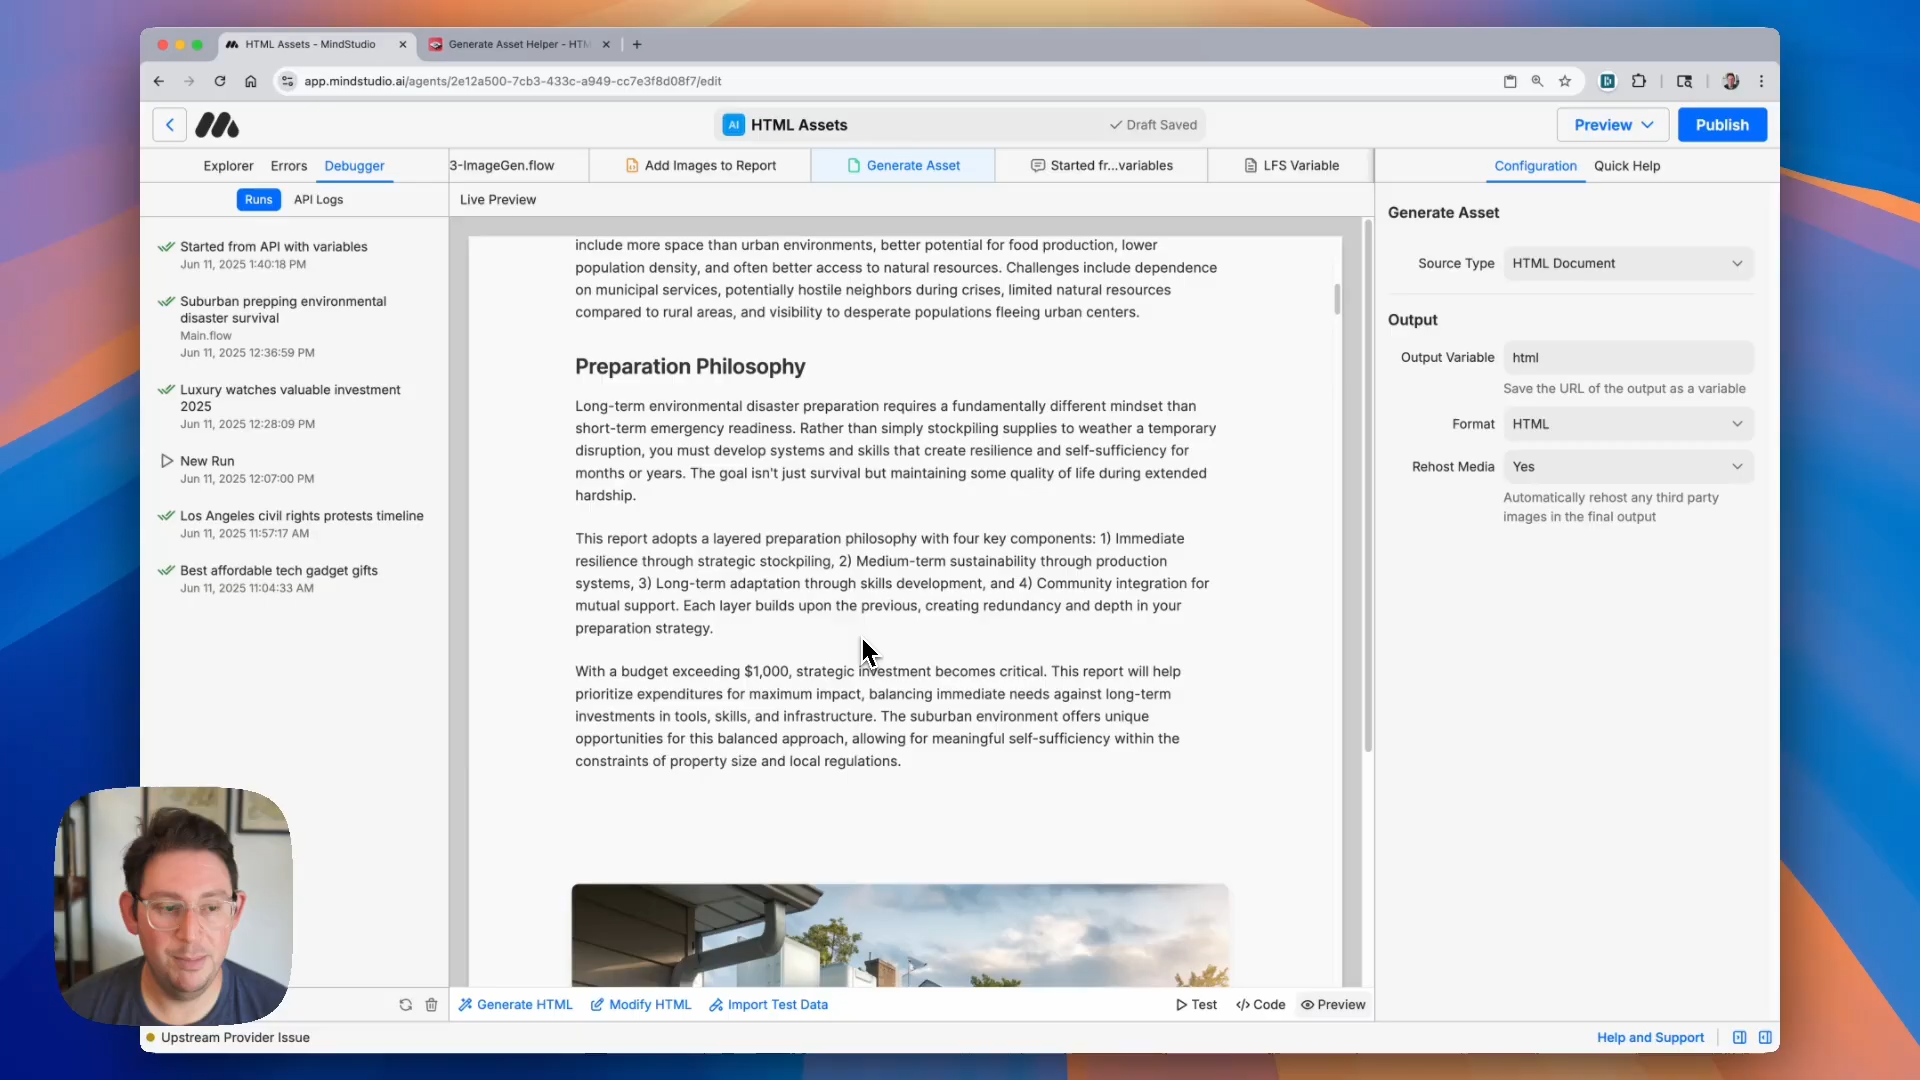 HTML Assets - MindStudio
Generate Asset Helper - HTM
app.mindstudio.ai/agents/2e12a500-7cb3-433c-a949-cc7e3f8d08f7/edit
AI HTML Assets
Draft Saved
Preview
Publish
Explorer
Errors
Debugger
3-ImageGen.flow
Add Images to Report
Generate Asset
Started fr...variables
LFS Variable
Configuration
Quick Help
Runs
API Logs
Live Preview
Started from API with variables
Jun 11, 2025 1:40:18 PM
Suburban prepping environmental
disaster survival
Main.flow
Jun 11, 2025 12:36:59 PM
Luxury watches valuable investment
2025
Jun 11, 2025 12:28:09 PM
New Run
Jun 11, 2025 12:07:00 PM
Los Angeles civil rights protests timeline
Jun 11, 2025 11:57:17 AM
Best affordable tech gadget gifts
Jun 11, 2025 11:04:33 AM
include more space than urban environments, better potential for food production, lower
population density, and often better access to natural resources. Challenges include dependence
on municipal services, potentially hostile neighbors during crises, limited natural resources
compared to rural areas, and visibility to desperate populations fleeing urban centers.
Preparation Philosophy
Long-term environmental disaster preparation requires a fundamentally different mindset than
short-term emergency readiness. Rather than simply stockpiling supplies to weather a temporary
disruption, you must develop systems and skills that create resilience and self-sufficiency for
months or years. The goal isn't just survival but maintaining some quality of life during extended
hardship.
This report adopts a layered preparation philosophy with four key components: 1) Immediate
resilience through strategic stockpiling, 2) Medium-term sustainability through production
systems, 3) Long-term adaptation through skills development, and 4) Community integration for
mutual support. Each layer builds upon the previous, creating redundancy and depth in your
preparation strategy.
With a budget exceeding $1,000, strategic investment becomes critical. This report will help
prioritize expenditures for maximum impact, balancing immediate needs against long-term
investments in tools, skills, and infrastructure. The suburban environment offers unique
opportunities for this balanced approach, allowing for meaningful self-sufficiency within the
constraints of property size and local regulations.
Generate Asset
Source Type
HTML Document
Output
Output Variable
html
Save the URL of the output as a variable
Format
HTML
Rehost Media
Yes
Automatically rehost any third party
images in the final output
Generate HTML
Modify HTML
Import Test Data
Test
</> Code
Preview
Upstream Provider Issue
Help and Support